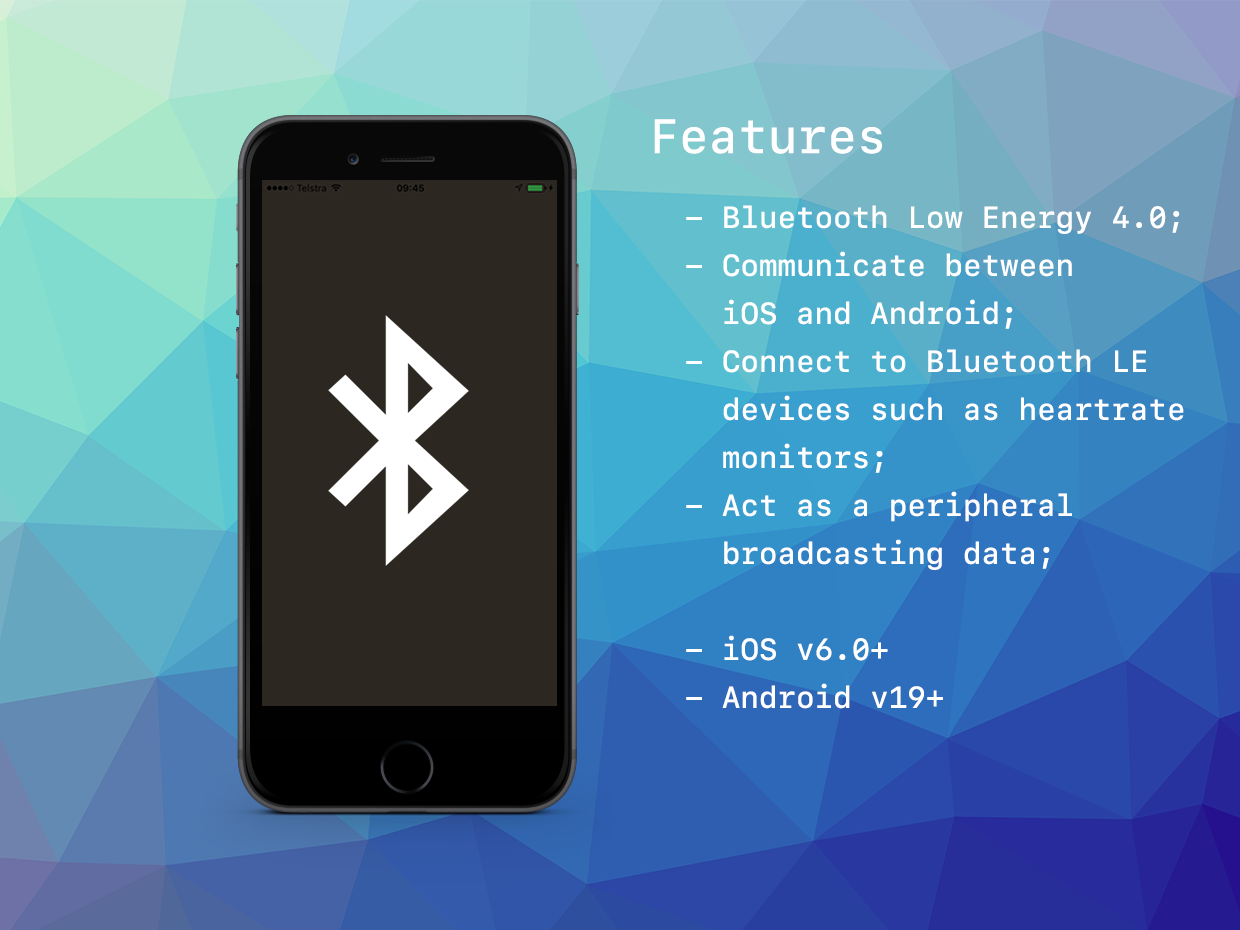 Telstra 09:45
Features
– Bluetooth Low Energy 4.0;
– Communicate between
iOS and Android;
– Connect to Bluetooth LE
devices such as heartrate
monitors;
– Act as a peripheral
broadcasting data;
– iOS v6.0+
– Android v19+